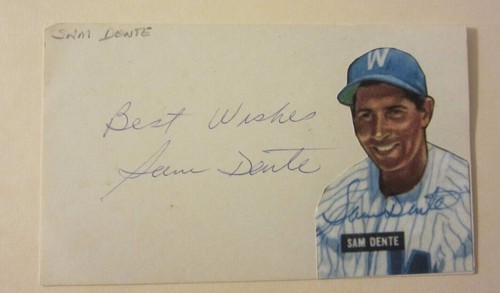 SAM DENTE
W
Best Wishes
Sam Dente
Sam Dente
SAM DENTE